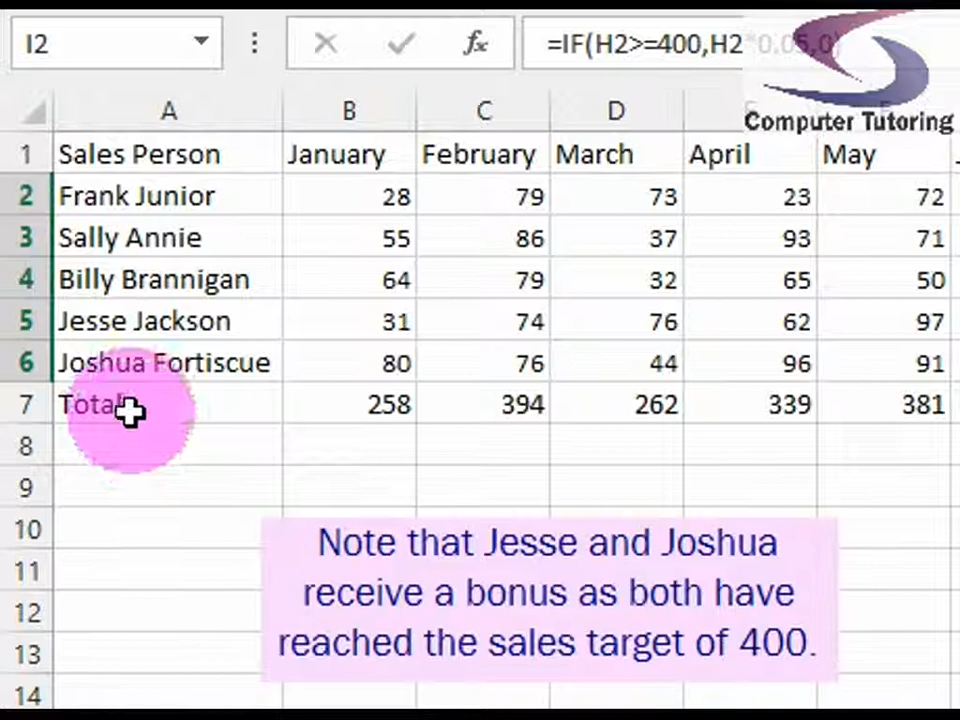 I2 =IF(H2>=400,H2*0.05,0)
Computer Tutoring
A B C D
1 Sales Person January February March April May
2 Frank Junior 28 79 73 23 72
3 Sally Annie 55 86 37 93 71
4 Billy Brannigan 64 79 32 65 50
5 Jesse Jackson 31 74 76 62 97
6 Joshua Fortiscue 80 76 44 96 91
7 Total 258 394 262 339 381
8
9
10
11
12
13
14
Note that Jesse and Joshua
receive a bonus as both have
reached the sales target of 400.